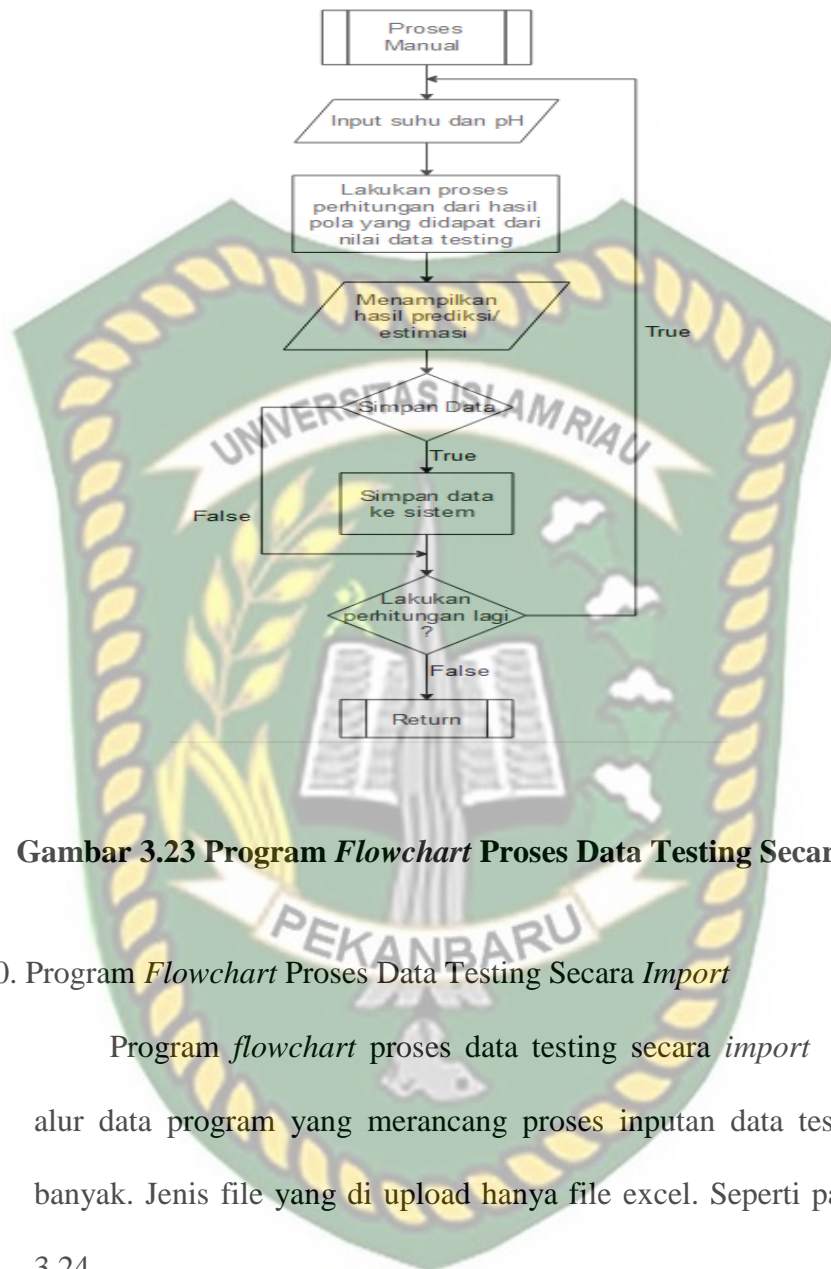 Proses
Manual
Input suhu dan pH
Lakukan proses
perhitungan dari hasil
pola yang didapat dari
nilai data testing
Menampilkan
hasil prediksi/
estimasi
True
UNIVERSITAS ISLAM RIAU
Simpan Data
True
Simpan data
ke sistem
False
Lakukan
perhitungan lagi
?
False
Return
Gambar 3.23 Program Flowchart Proses Data Testing Secar
PEKANBARU
0. Program Flowchart Proses Data Testing Secara Import
Program flowchart proses data testing secara import
alur data program yang merancang proses inputan data tes
banyak. Jenis file yang di upload hanya file excel. Seperti pa
3.24